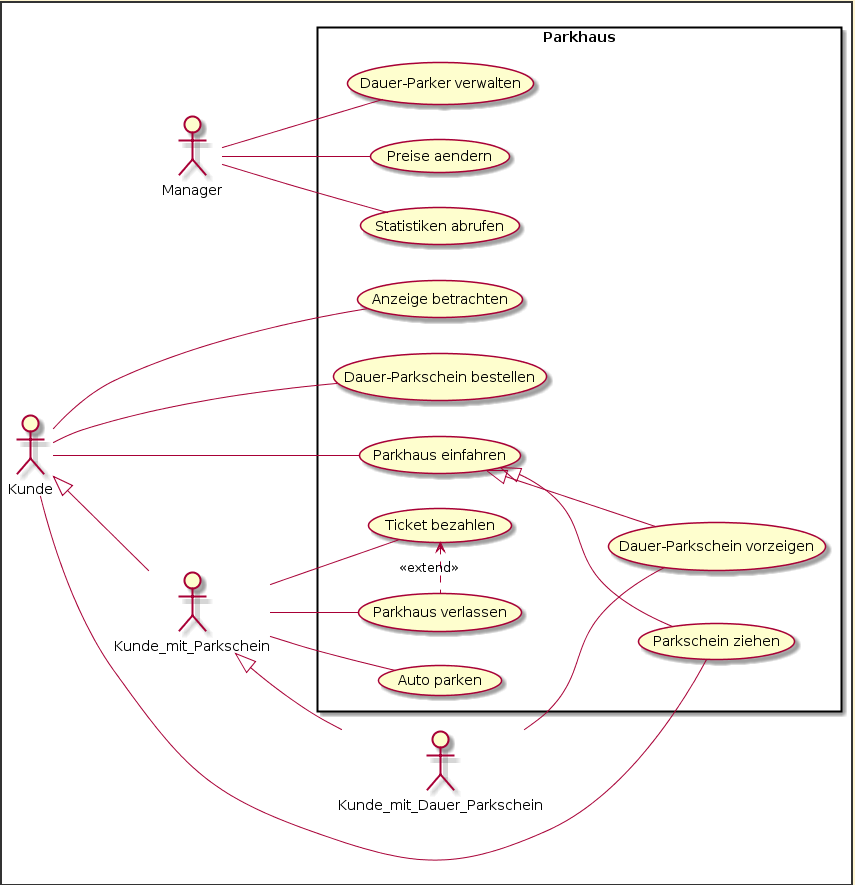 Parkhaus
Dauer-Parker verwalten
Manager
Preise aendern
Statistiken abrufen
Anzeige betrachten
Dauer-Parkschein bestellen
Kunde
Parkhaus einfahren
Ticket bezahlen
Dauer-Parkschein vorzeigen
«extend»
Parkhaus verlassen
Kunde_mit_Parkschein
Parkschein ziehen
Auto parken
Kunde_mit_Dauer_Parkschein